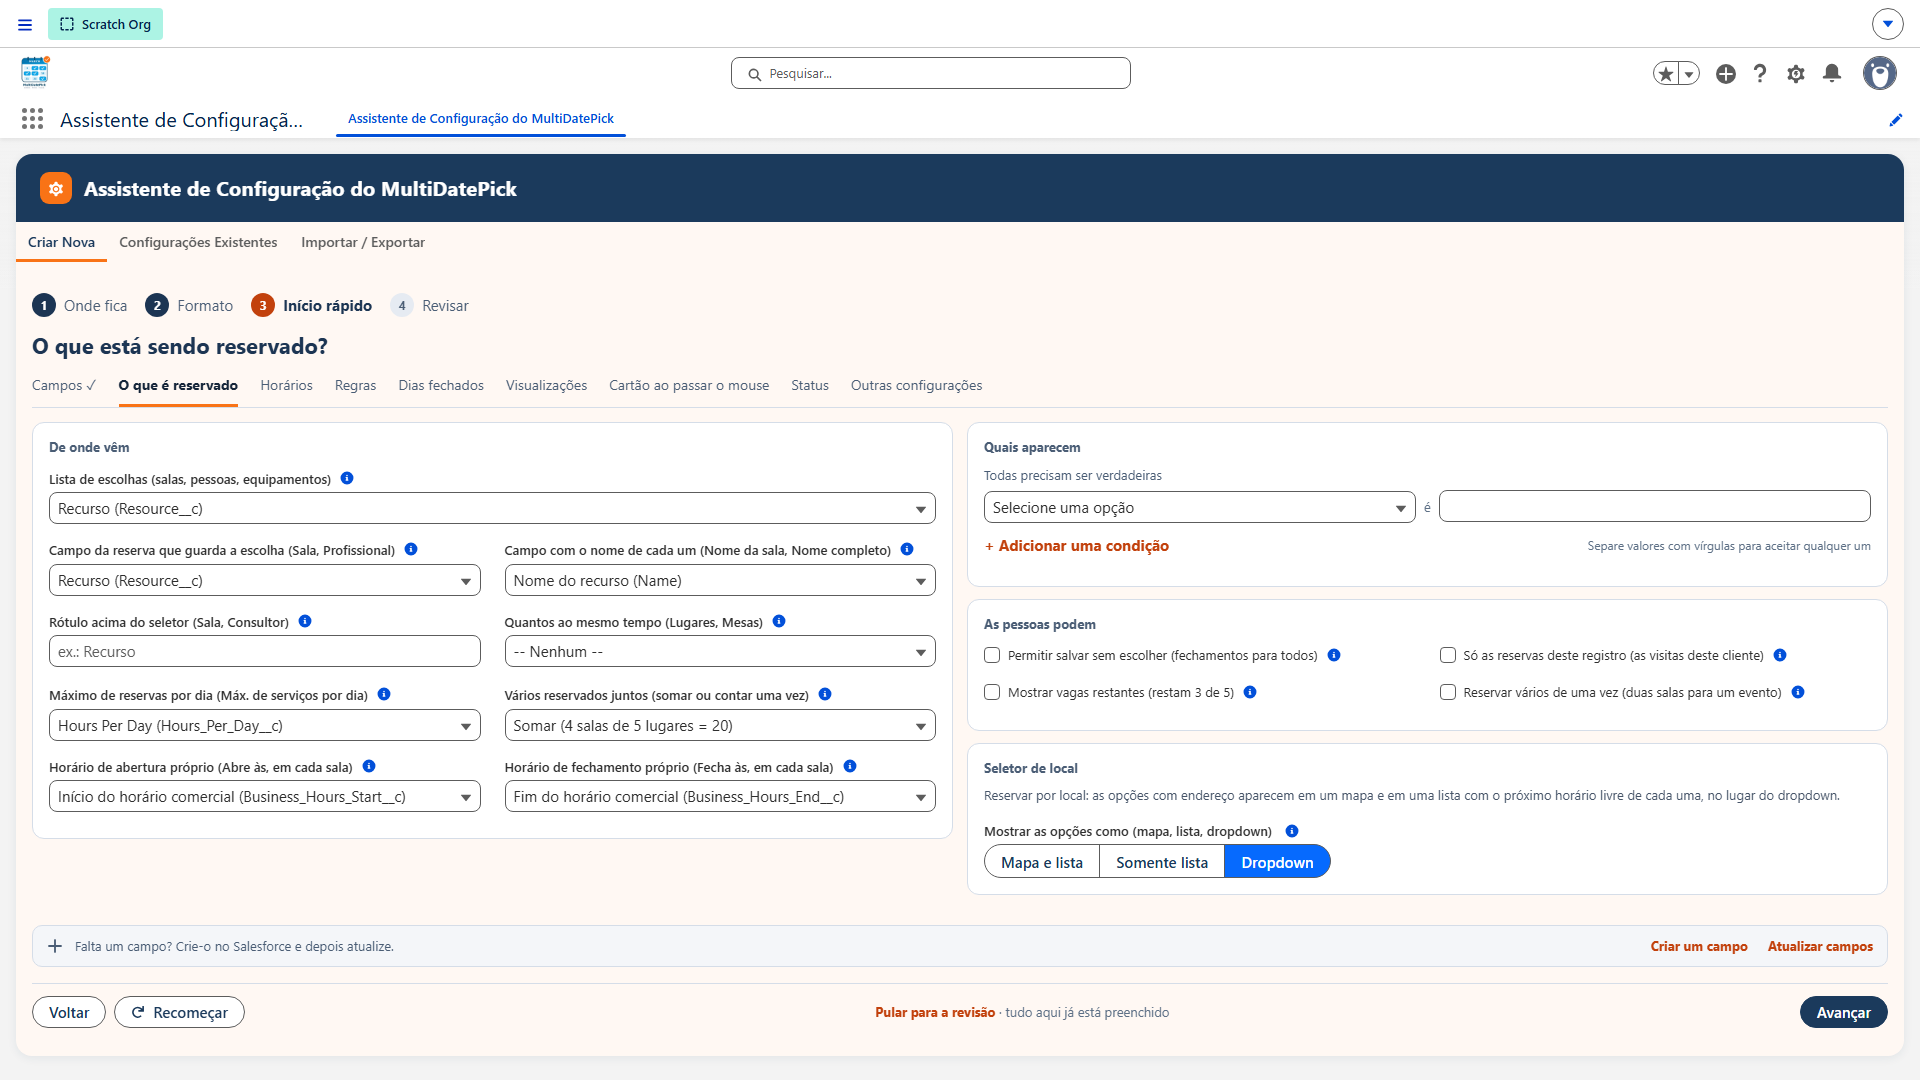 Scratch Org
Pesquisar...
Assistente de Configuraçã...
Assistente de Configuração do MultiDatePick
Assistente de Configuração do MultiDatePick
Criar Nova
Configurações Existentes
Importar / Exportar
1 Onde fica
2 Formato
3 Início rápido
4 Revisar
O que está sendo reservado?
Campos ✓
O que é reservado
Horários
Regras
Dias fechados
Visualizações
Cartão ao passar o mouse
Status
Outras configurações
De onde vêm
Lista de escolhas (salas, pessoas, equipamentos)
Recurso (Resource__c)
Campo da reserva que guarda a escolha (Sala, Profissional)
Recurso (Resource__c)
Campo com o nome de cada um (Nome da sala, Nome completo)
Nome do recurso (Name)
Rótulo acima do seletor (Sala, Consultor)
ex.: Recurso
Quantos ao mesmo tempo (Lugares, Mesas)
-- Nenhum --
Máximo de reservas por dia (Máx. de serviços por dia)
Hours Per Day (Hours_Per_Day__c)
Vários reservados juntos (somar ou contar uma vez)
Somar (4 salas de 5 lugares = 20)
Horário de abertura próprio (Abre às, em cada sala)
Início do horário comercial (Business_Hours_Start__c)
Horário de fechamento próprio (Fecha às, em cada sala)
Fim do horário comercial (Business_Hours_End__c)
Quais aparecem
Todas precisam ser verdadeiras
Selecione uma opção
é
+ Adicionar uma condição
Separe valores com vírgulas para aceitar qualquer um
As pessoas podem
Permitir salvar sem escolher (fechamentos para todos)
Só as reservas deste registro (as visitas deste cliente)
Mostrar vagas restantes (restam 3 de 5)
Reservar vários de uma vez (duas salas para um evento)
Seletor de local
Reservar por local: as opções com endereço aparecem em um mapa e em uma lista com o próximo horário livre de cada uma, no lugar do dropdown.
Mostrar as opções como (mapa, lista, dropdown)
Mapa e lista
Somente lista
Dropdown
Falta um campo? Crie-o no Salesforce e depois atualize.
Criar um campo
Atualizar campos
Voltar
Recomeçar
Pular para a revisão · tudo aqui já está preenchido
Avançar